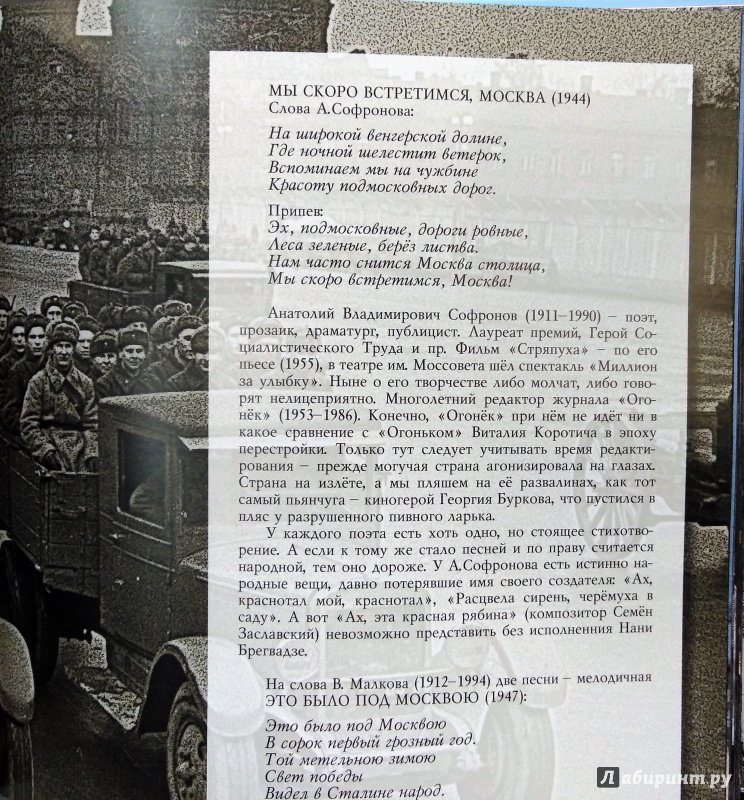 МЫ СКОРО ВСТРЕТИМСЯ, МОСКВА (1944)
Слова А.Софронова:
На широкой венгерской долине,
Где ночной шелестит ветерок,
Вспоминаем мы на чужбине
Красоту подмосковных дорог.
Припев:
Эх, подмосковные, дороги ровные,
Леса зеленые, берёз листва.
Нам часто снится Москва столица,
Мы скоро встретимся, Москва!
Анатолий Владимирович Софронов (1911–1990) – поэт,
прозаик, драматург, публицист. Лауреат премий, Герой Со-
циалистического Труда и пр. Фильм «Стряпуха» – по его
пьесе (1955), в театре им. Моссовета шёл спектакль «Миллион
за улыбку». Ныне о его творчестве либо молчат, либо гово-
рят нелицеприятно. Многолетний редактор журнала «Ого-
нёк» (1953–1986). Конечно, «Огонёк» при нём не идёт ни в
какое сравнение с «Огоньком» Виталия Коротича в эпоху
перестройки. Только тут следует учитывать время редакти-
рования – прежде могучая страна агонизировала на глазах.
Страна на излёте, и мы пляшем на её развалинах, как тот
самый пьянчуга – киногерой Георгия Буркова, что пустился в
пляс у разрушенного пивного ларька.
У каждого поэта есть хоть одно, но стоящее стихотво-
рение. А если к тому же стало песней и по праву считается
народной, тем оно дороже. У А.Софронова есть истинно на-
родные вещи, давно потерявшие имя своего создателя: «Ах,
краснотал мой, краснотал», «Расцвела сирень, черёмуха в
саду». А вот «Ах, эта красная рябина» (композитор Семён
Заславский) невозможно представить без исполненния Нани
Брегвадзе.
На слова В. Малкова (1912–1994) две песни – мелодичная
ЭТО БЫЛО ПОД МОСКВОЮ (1947):
Это было под Москвою
В сорок первый грозный год.
Той метельною зимою
Свет победы
Видел в Сталине народ.
Лабиринт.ру